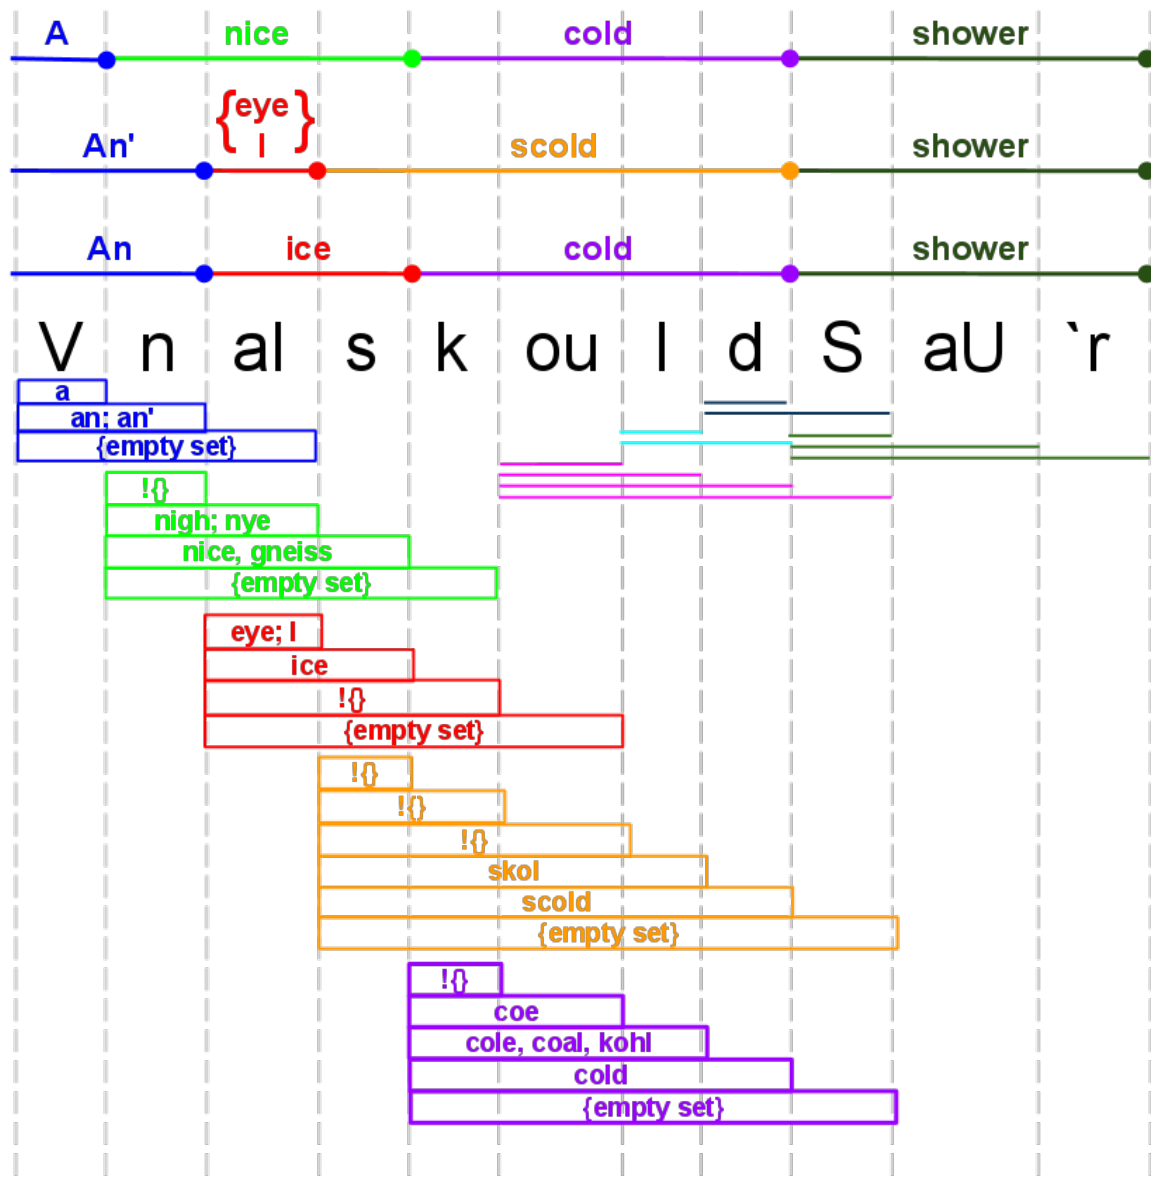 A nice cold shower
{eye
I}
An' scold shower
An ice cold shower
V n aI s k ou l d S aU `r
a
an; an'
{empty set}
!{}
nigh; nye
nice, gneiss
{empty set}
eye; I
ice
!{}
{empty set}
!{}
!{}
!{}
skol
scold
{empty set}
!{}
coe
cole, coal, kohl
cold
{empty set}